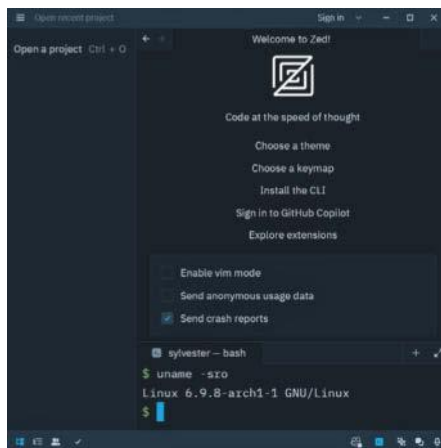 Open recent project
Sign in
Open a project Ctrl + O
Welcome to Zed!
Code at the speed of thought
Choose a theme
Choose a keymap
Install the CLI
Sign in to GitHub Copilot
Explore extensions
Enable vim mode
Send anonymous usage data
Send crash reports
sylvester — bash
$ uname -sro
Linux 6.9.8-arch1-1 GNU/Linux
$